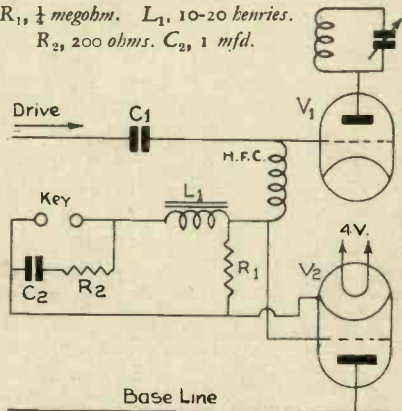 R₁, ¼ megohm. L₁, 10-20 henries.
R₂, 200 ohms. C₂, 1 mfd.
Drive
C1
V₁
H.F.C.
Key
L₁
4V.
R₁
V₂
C₂
R₂
Base Line